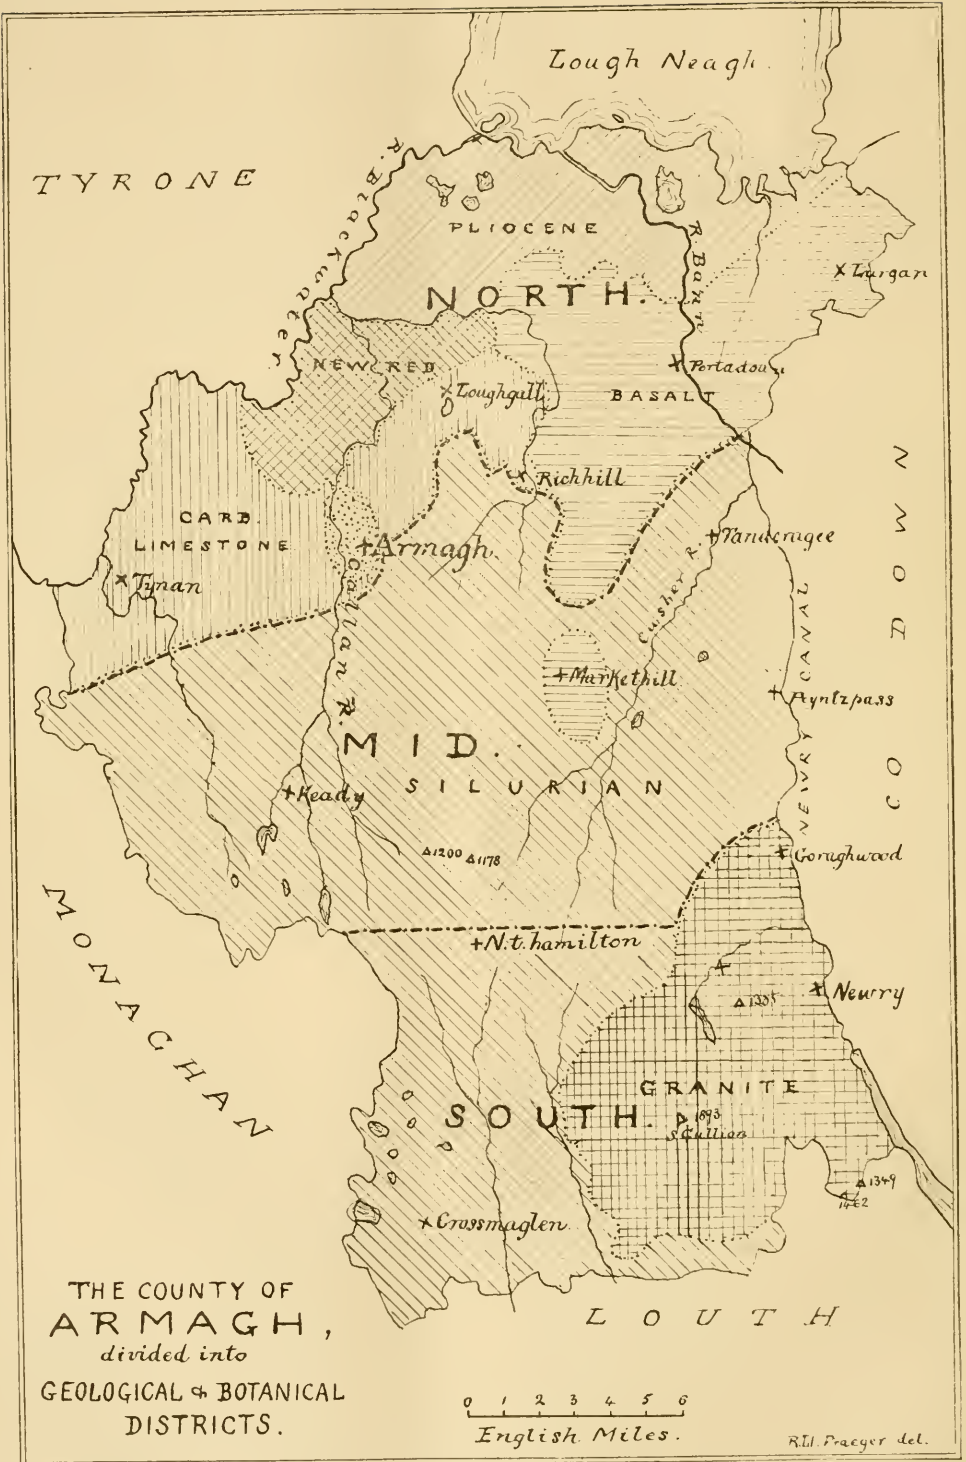 Lough Neagh.
TYRONE
R. Blackwater
PLIOCENE
R. Bann
Lurgan
NORTH.
NEW RED
Portadown
Loughgall
BASALT
Richhill
CARB.
LIMESTONE
Armagh
Tanderagee
Tynan
Callan R.
Cusher R.
CO DOWN
Markethill
NEWRY CANAL
Poyntzpass
MID.
SILURIAN
Keady
1200
1178
Goraghwood
MONAGHAN
N.t.hamilton
Newry
1335
GRANITE
SOUTH.
1893
S Gullion
1349
Crossmaglen
LOUTH
THE COUNTY OF
ARMAGH,
divided into
GEOLOGICAL & BOTANICAL
DISTRICTS.
0 1 2 3 4 5 6
English Miles.
R.Ll. Praeger del.